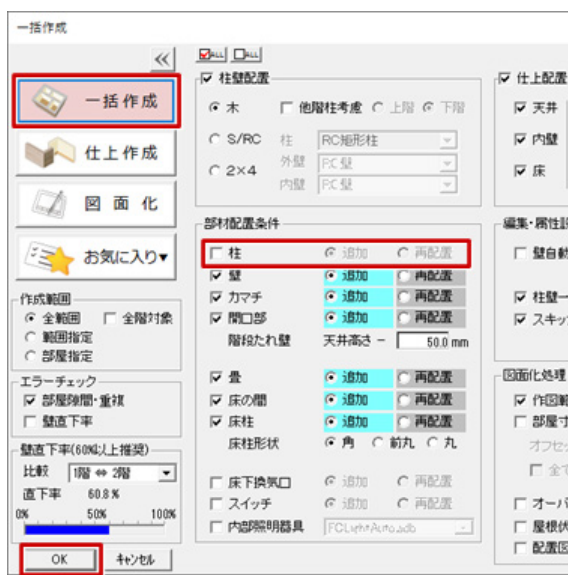 一括作成
ALL ALL
一括作成
仕上作成
図面化
お気に入り▼
作成範囲
全範囲 全階対象
範囲指定
部屋指定
エラーチェック
部屋隙間・重複
壁直下率
壁直下率(60%以上推奨)
比較 1階 ⇔ 2階
直下率 60.8 %
0% 50% 100%
OK キャンセル
柱壁配置
木 他階柱考慮 上階 下階
S/RC 柱 RC矩形柱
2×4 外壁 PC壁
内壁 PC壁
部材配置条件
柱 追加 再配置
壁 追加 再配置
カマチ 追加 再配置
開口部 追加 再配置
階段たれ壁 天井高さ - 50.0 mm
畳 追加 再配置
床の間 追加 再配置
床柱 追加 再配置
床柱形状 角 前丸 丸
床下換気口 追加 再配置
スイッチ 追加 再配置
内部照明器具 FCLightAuto.adb
仕上配置
天井
内壁
床
編集・属性設
壁自動
柱壁一
スキッ
図面化処理
作図範
部屋寸
オフセッ
全て
オーバ
屋根伏
配置図